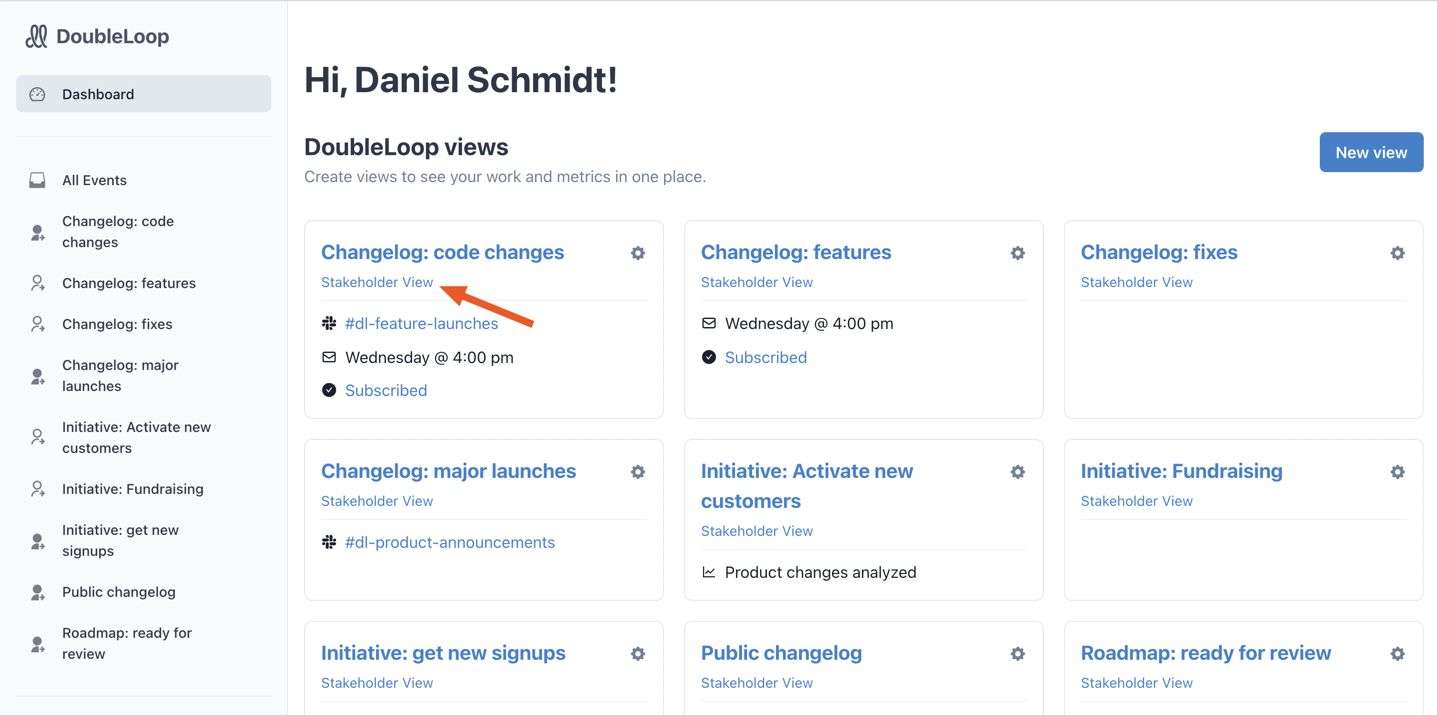 DoubleLoop
Dashboard
All Events
Changelog: code
changes
Changelog: features
Changelog: fixes
Changelog: major
launches
Initiative: Activate new
customers
Initiative: Fundraising
Initiative: get new
signups
Public changelog
Roadmap: ready for
review
Hi, Daniel Schmidt!
DoubleLoop views
Create views to see your work and metrics in one place.
New view
Changelog: code changes
Stakeholder View
#dl-feature-launches
Wednesday @ 4:00 pm
Subscribed
Changelog: features
Stakeholder View
Wednesday @ 4:00 pm
Subscribed
Changelog: fixes
Stakeholder View
Changelog: major launches
Stakeholder View
#dl-product-announcements
Initiative: Activate new
customers
Stakeholder View
Product changes analyzed
Initiative: Fundraising
Stakeholder View
Initiative: get new signups
Stakeholder View
Public changelog
Stakeholder View
Roadmap: ready for review
Stakeholder View